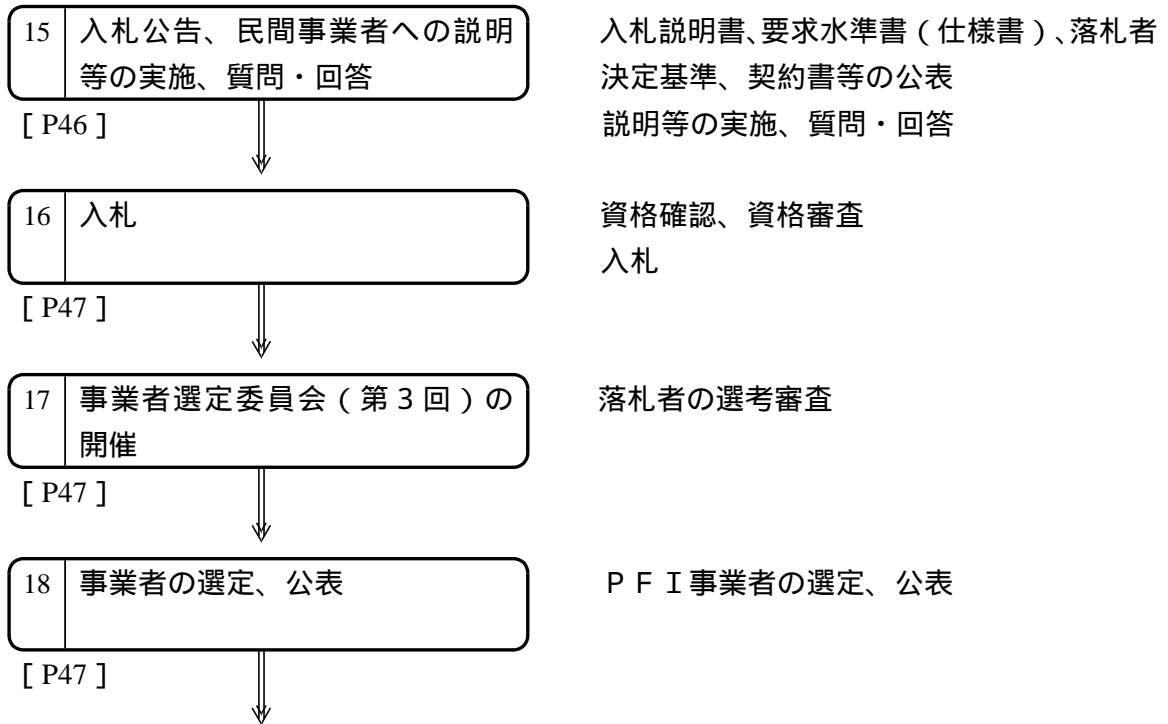 15 入札公告、民間事業者への説明 入札説明書、要求水準書（仕様書）、落札者
等の実施、質問・回答 決定基準、契約書等の公表
[ P46 ] 説明等の実施、質問・回答
16 入札 資格確認、資格審査
入札
[ P47 ]
17 事業者選定委員会（第３回）の 落札者の選考審査
開催
[ P47 ]
18 事業者の選定、公表 ＰＦＩ事業者の選定、公表
[ P47 ]